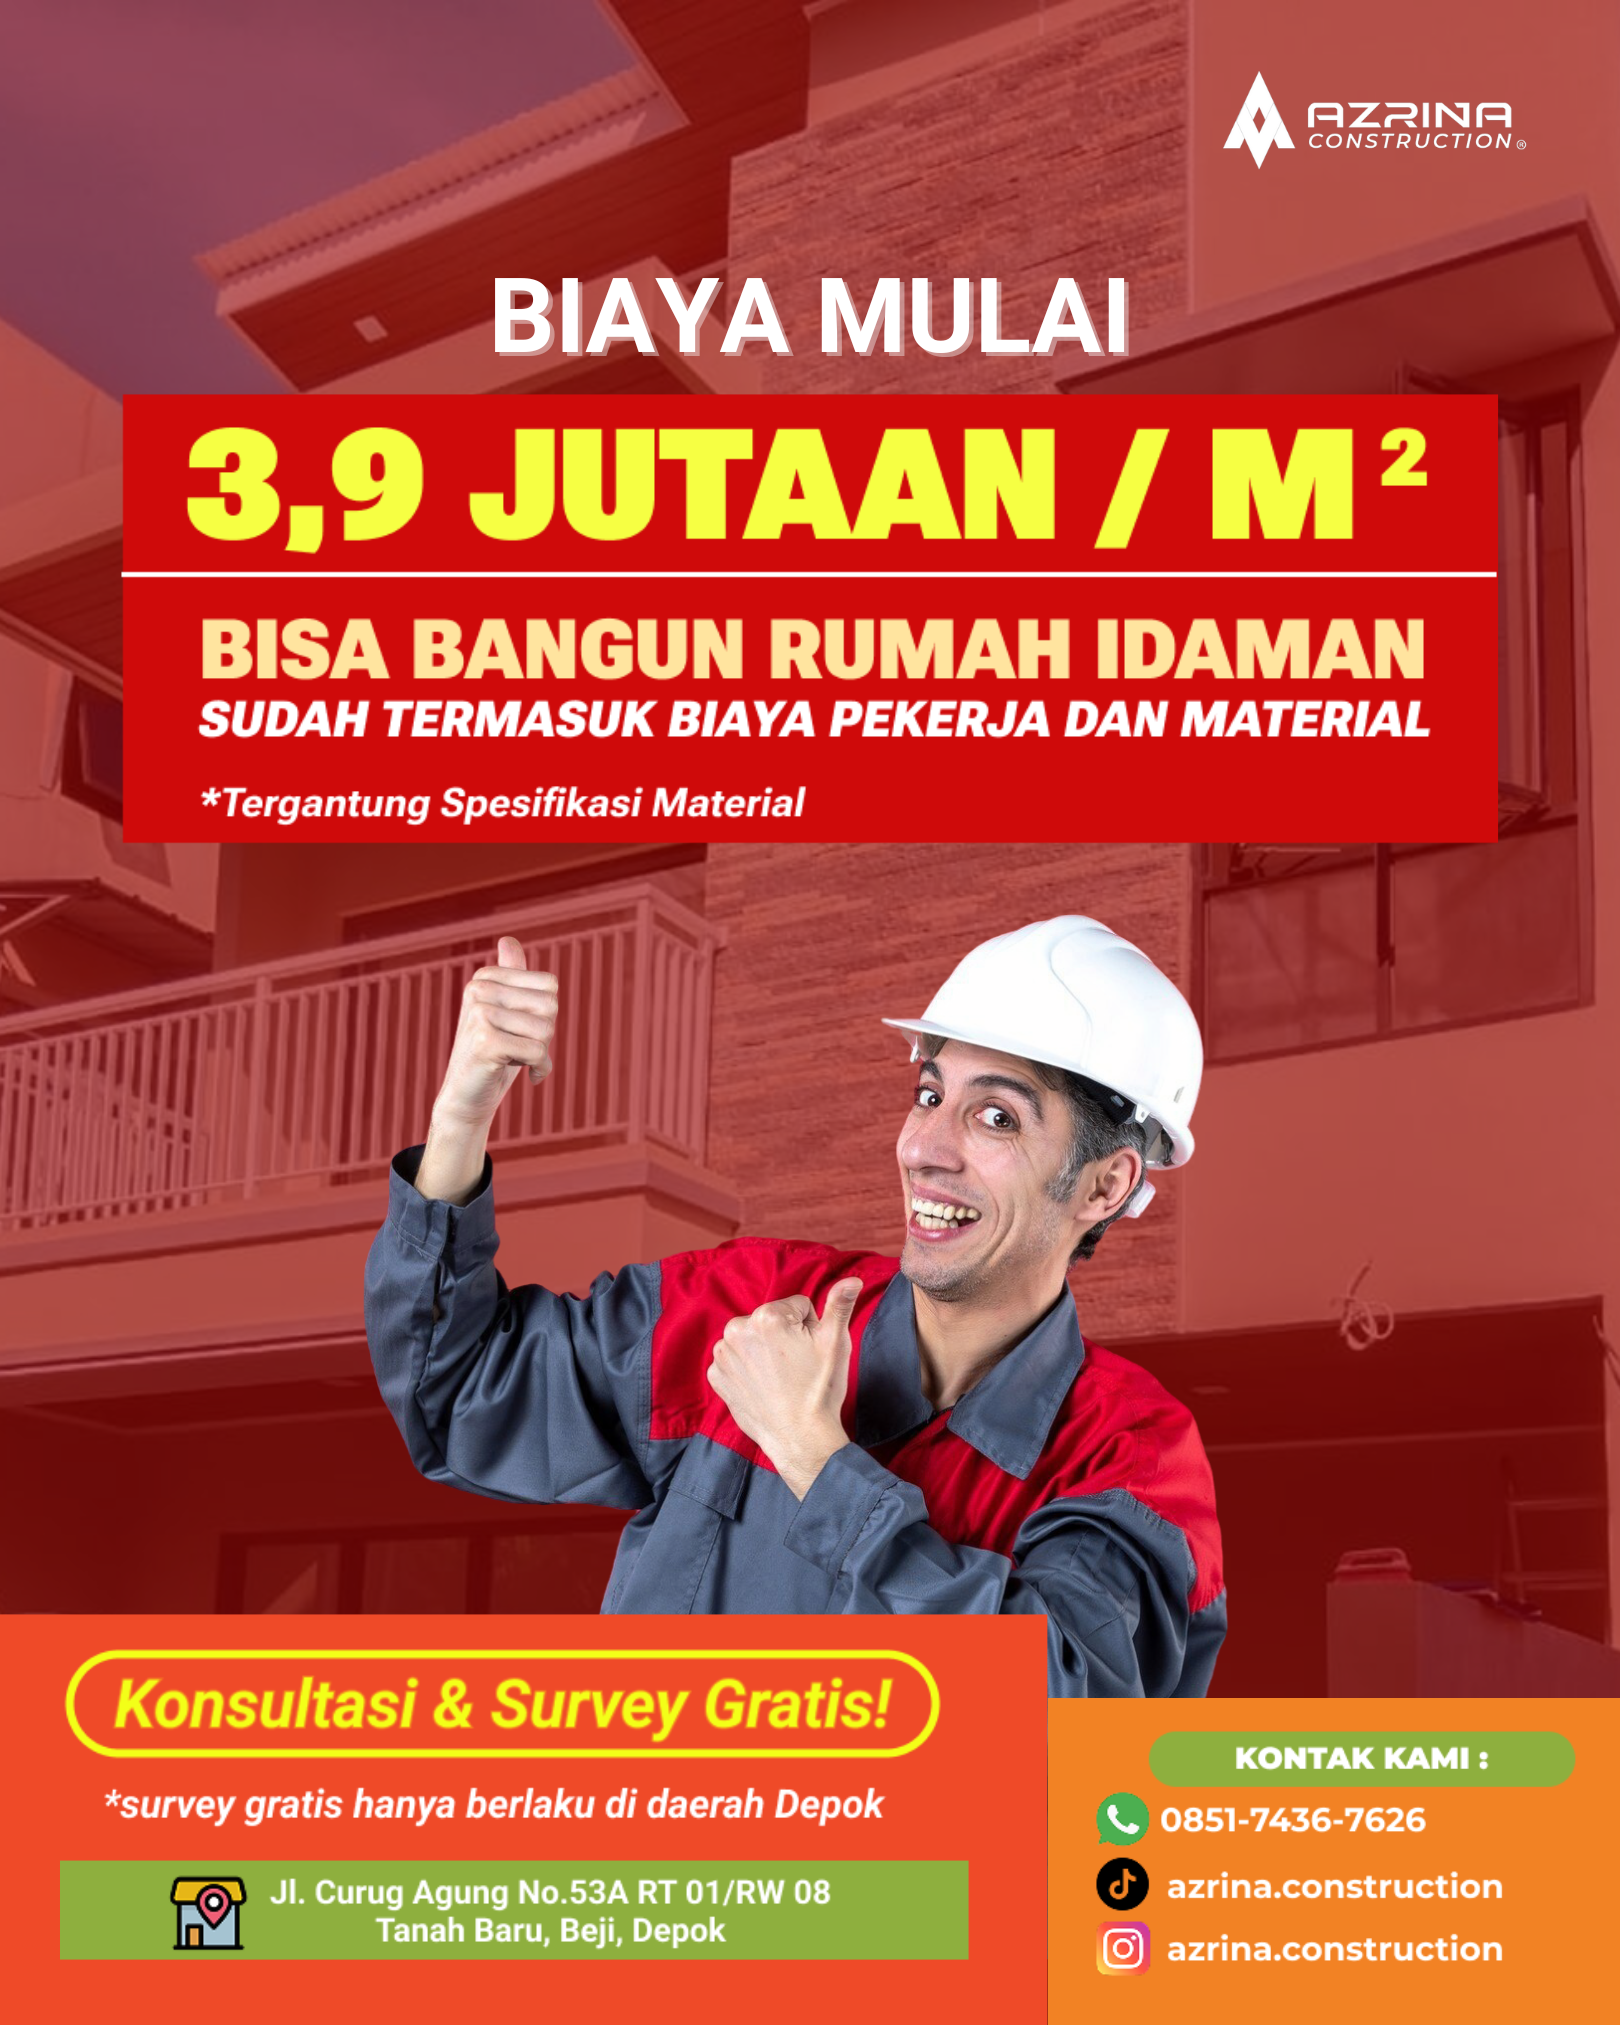 AZRINA
CONSTRUCTION®
BIAYA MULAI
3,9 JUTAAN / M²
BISA BANGUN RUMAH IDAMAN
SUDAH TERMASUK BIAYA PEKERJA DAN MATERIAL
*Tergantung Spesifikasi Material
Konsultasi & Survey Gratis!
*survey gratis hanya berlaku di daerah Depok
Jl. Curug Agung No.53A RT 01/RW 08
Tanah Baru, Beji, Depok
KONTAK KAMI :
0851-7436-7626
azrina.construction
azrina.construction